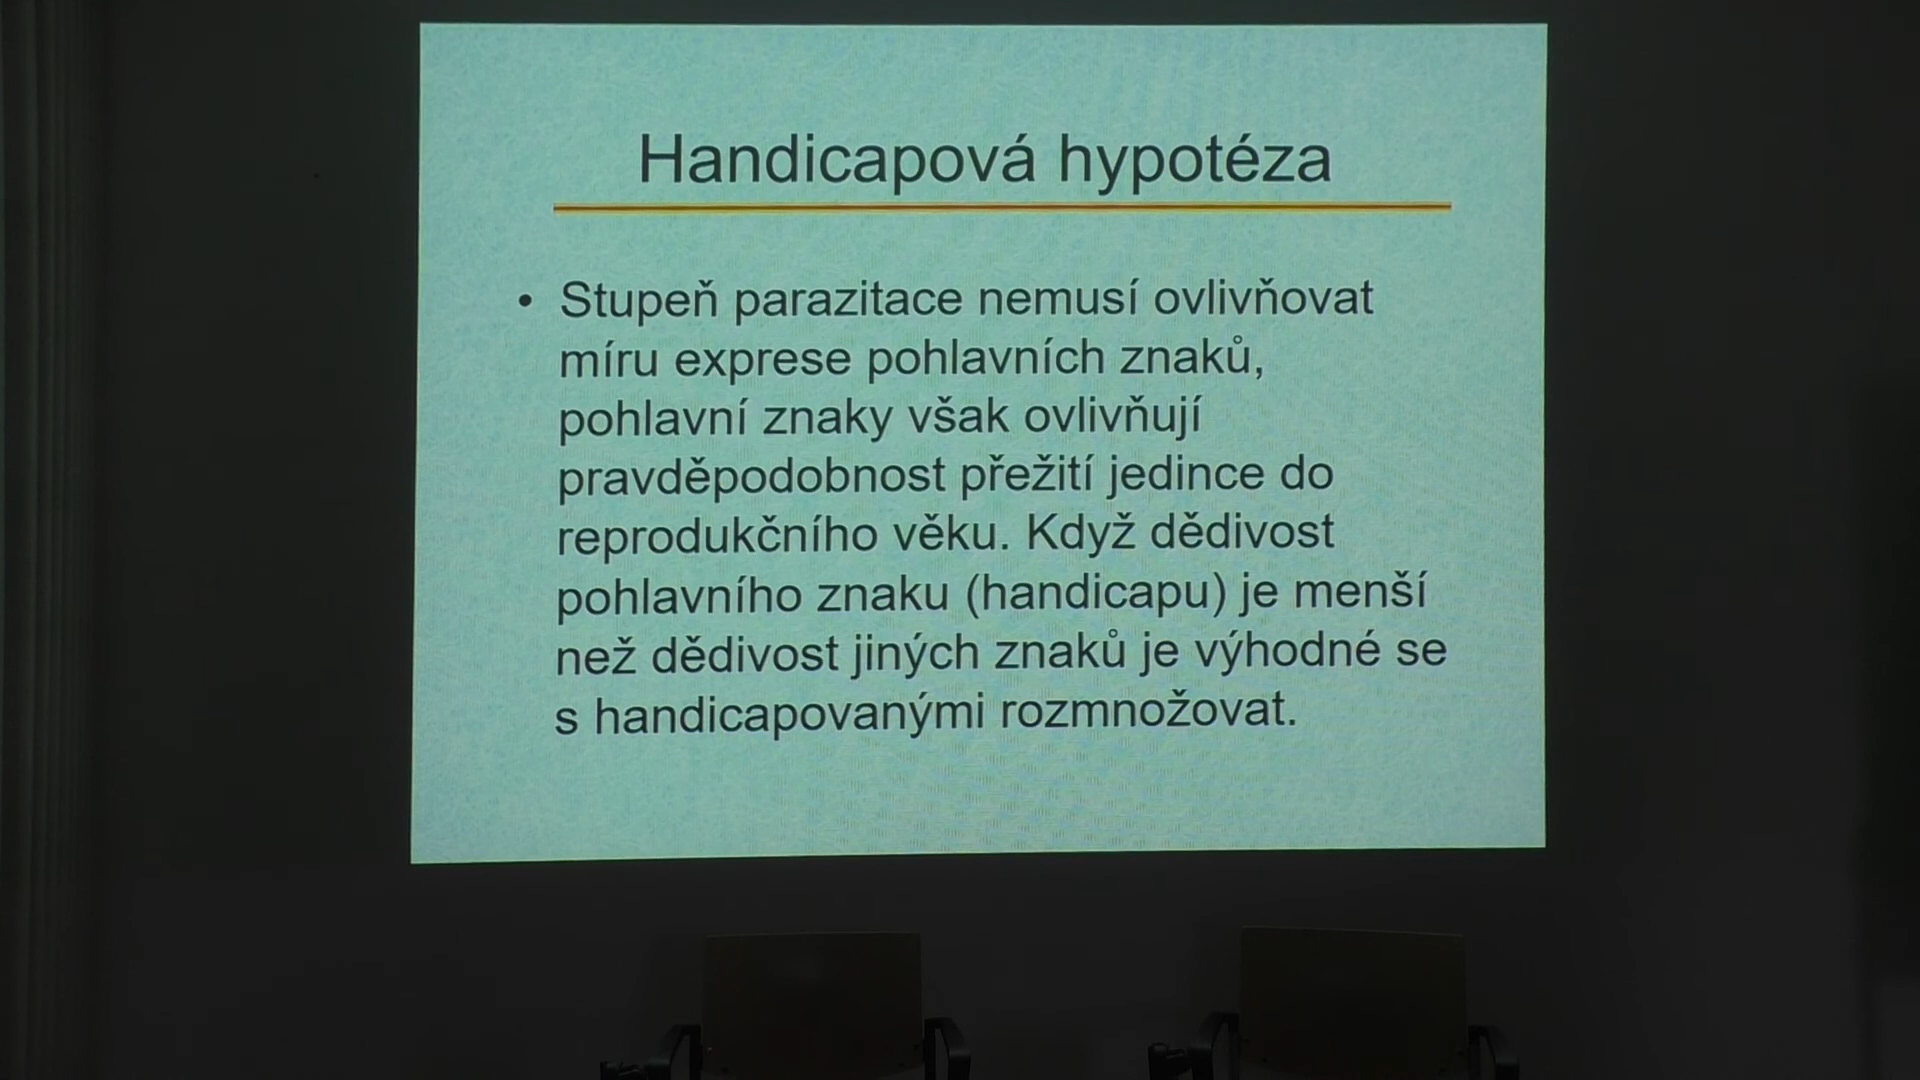 Handicapová hypotéza
• Stupeň parazitace nemusí ovlivňovat
míru exprese pohlavních znaků,
pohlavní znaky však ovlivňují
pravděpodobnost přežití jedince do
reprodukčního věku. Když dědivost
pohlavního znaku (handicapu) je menší
než dědivost jiných znaků je výhodné se
s handicapovanými rozmnožovat.